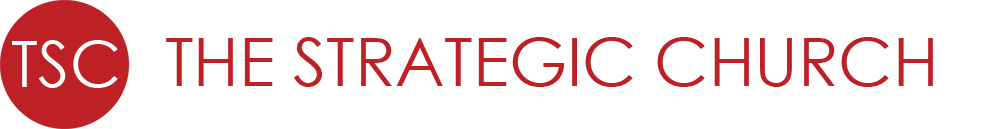 TSC THE STRATEGIC CHURCH